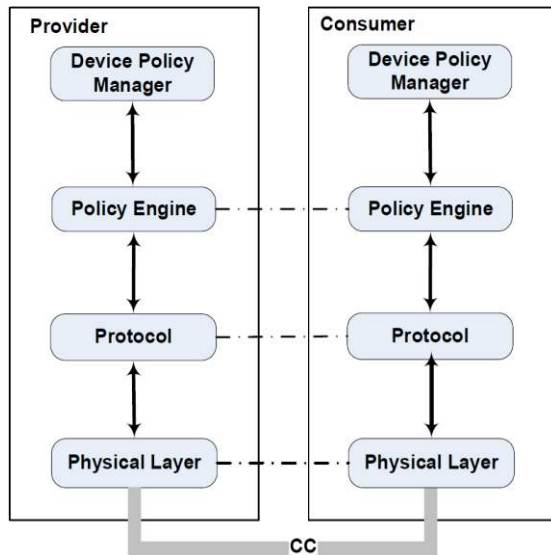 Provider
Device Policy
Manager
Policy Engine
Protocol
Physical Layer
Consumer
Device Policy
Manager
Policy Engine
Protocol
Physical Layer
CC